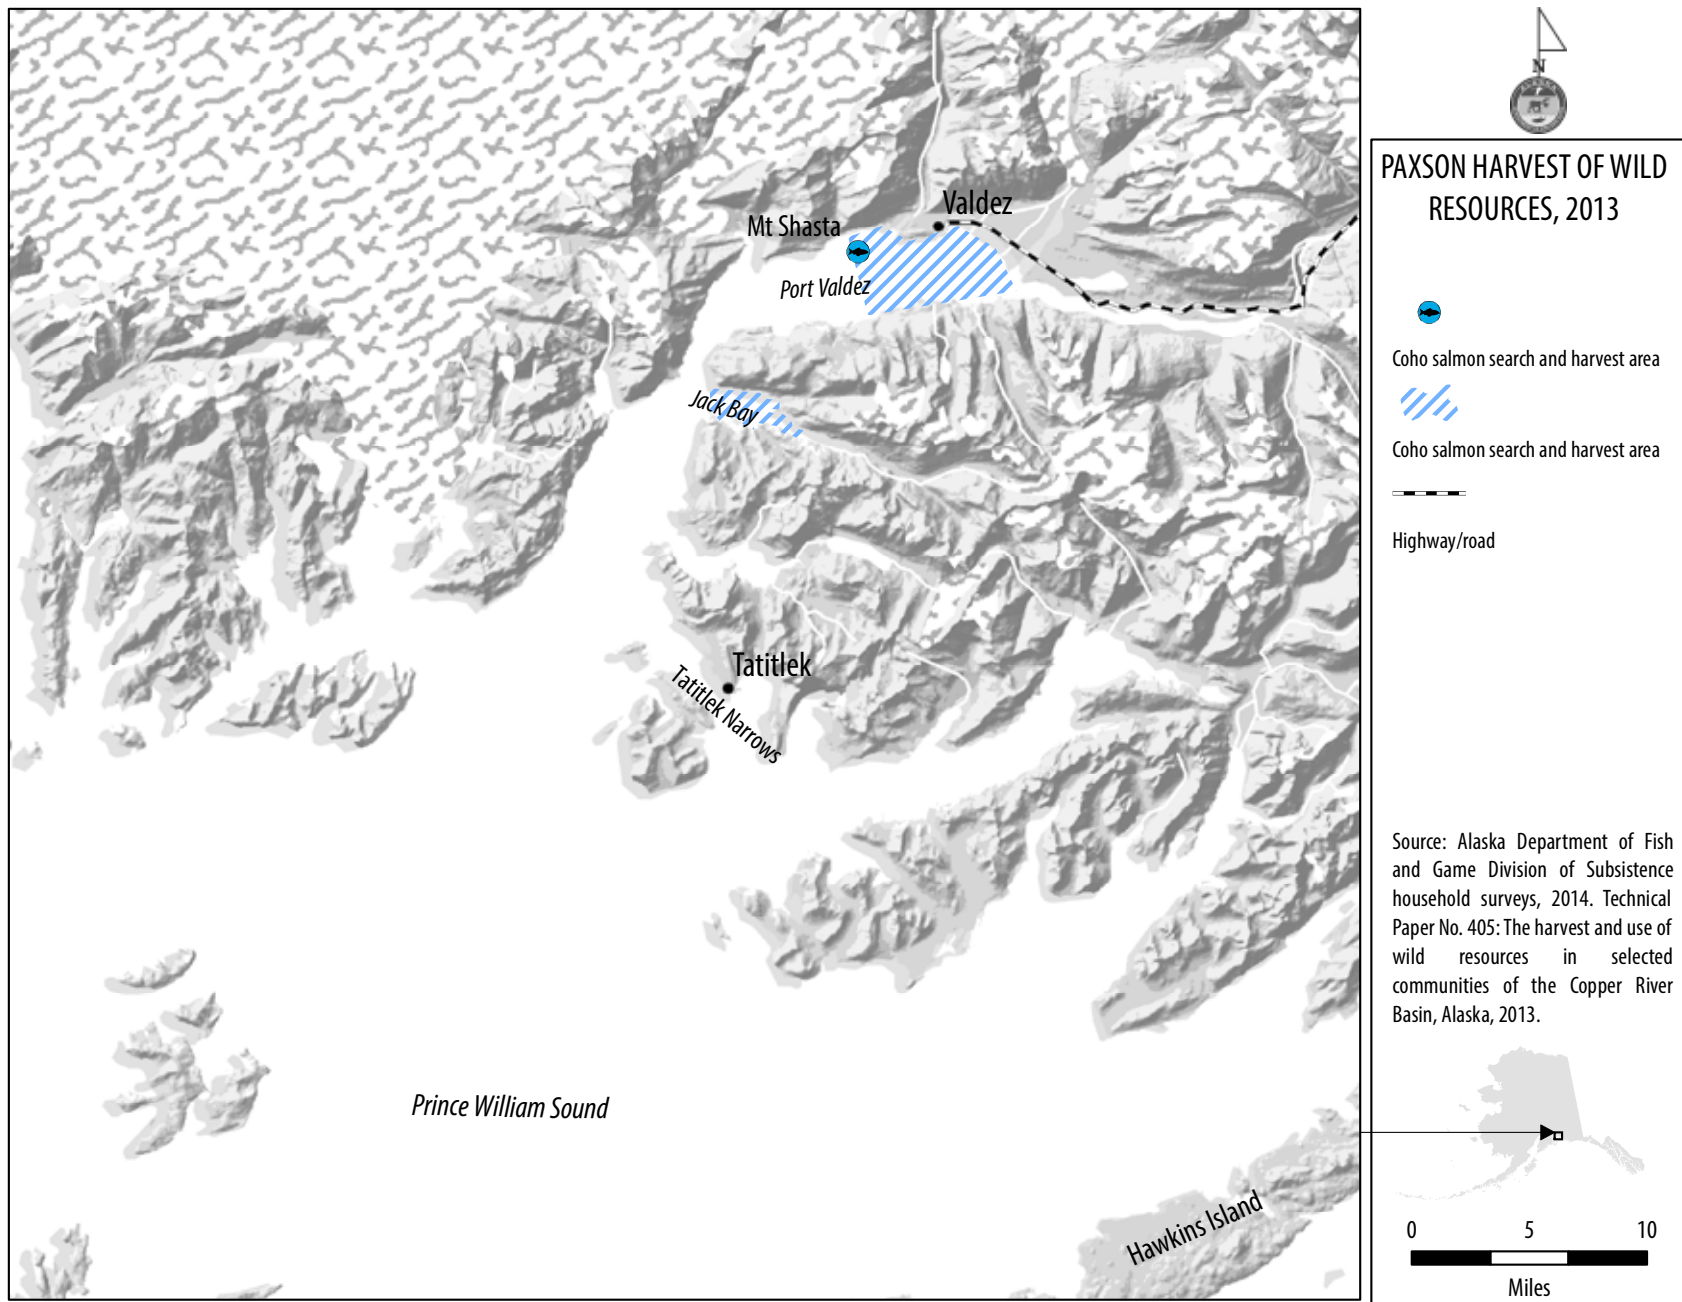 N
PAXSON HARVEST OF WILD
RESOURCES, 2013
Valdez
Mt Shasta
Port Valdez
Jack Bay
Tatitlek
Tatitlek Narrows
Prince William Sound
Hawkins Island
Coho salmon search and harvest area
Coho salmon search and harvest area
Highway/road
Source: Alaska Department of Fish
and Game Division of Subsistence
household surveys, 2014. Technical
Paper No. 405: The harvest and use of
wild resources in selected
communities of the Copper River
Basin, Alaska, 2013.
0 5 10
Miles